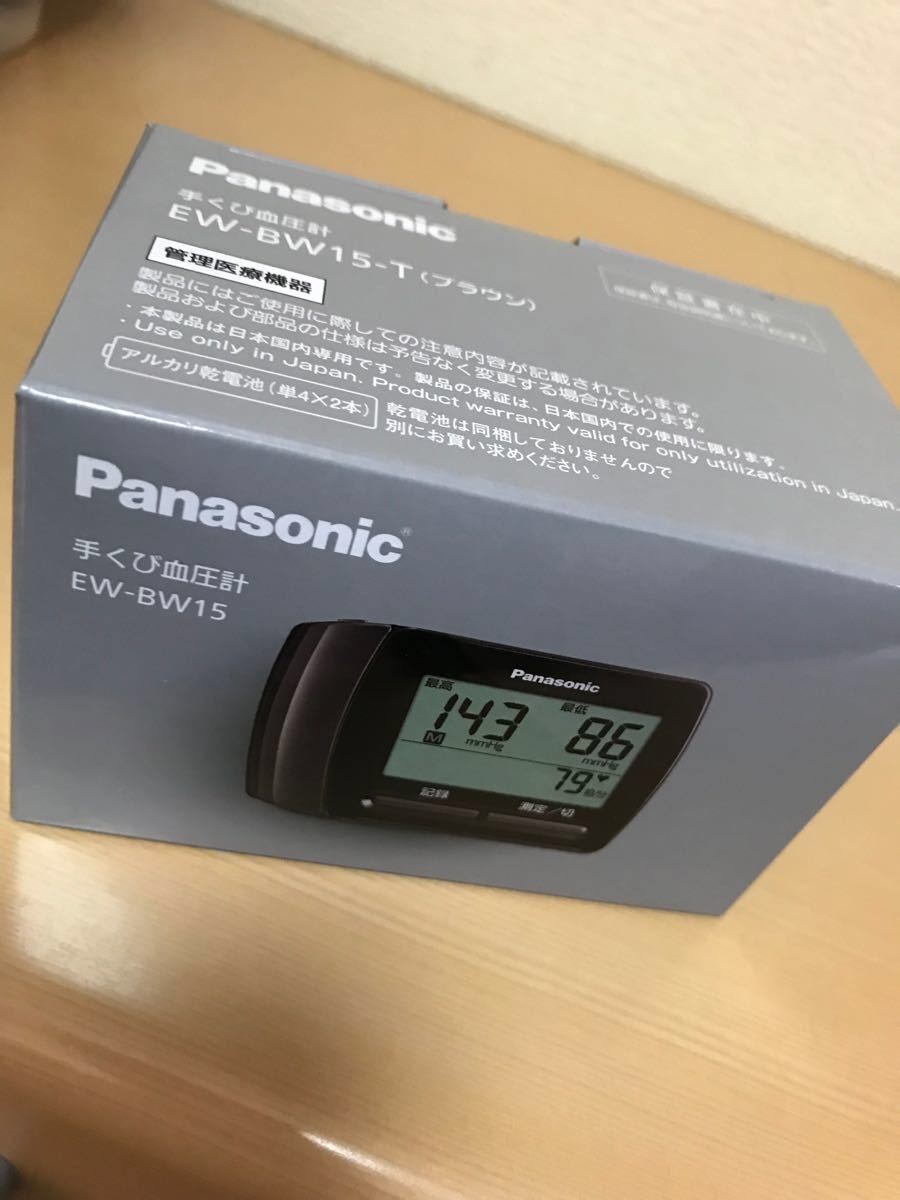 Panasonic
手くび血圧計
EW-BW15-T(ブラウン)
管理医療機器
保証書在中
製品にはご使用に際しての注意内容が記載されています。
製品および部品の仕様は予告なく変更する場合があります。
・本製品は日本国内専用です。製品の保証は、日本国内での使用に限ります。
・Use only in Japan. Product warranty valid for only utilization in Japan.
アルカリ乾電池(単4×2本)
乾電池は同梱しておりませんので
別にお買い求めください。
Panasonic®
手くび血圧計
EW-BW15
Panasonic
最高
143
mmHg
M
最低
86
mmHg
79
拍/分
記録
測定/切